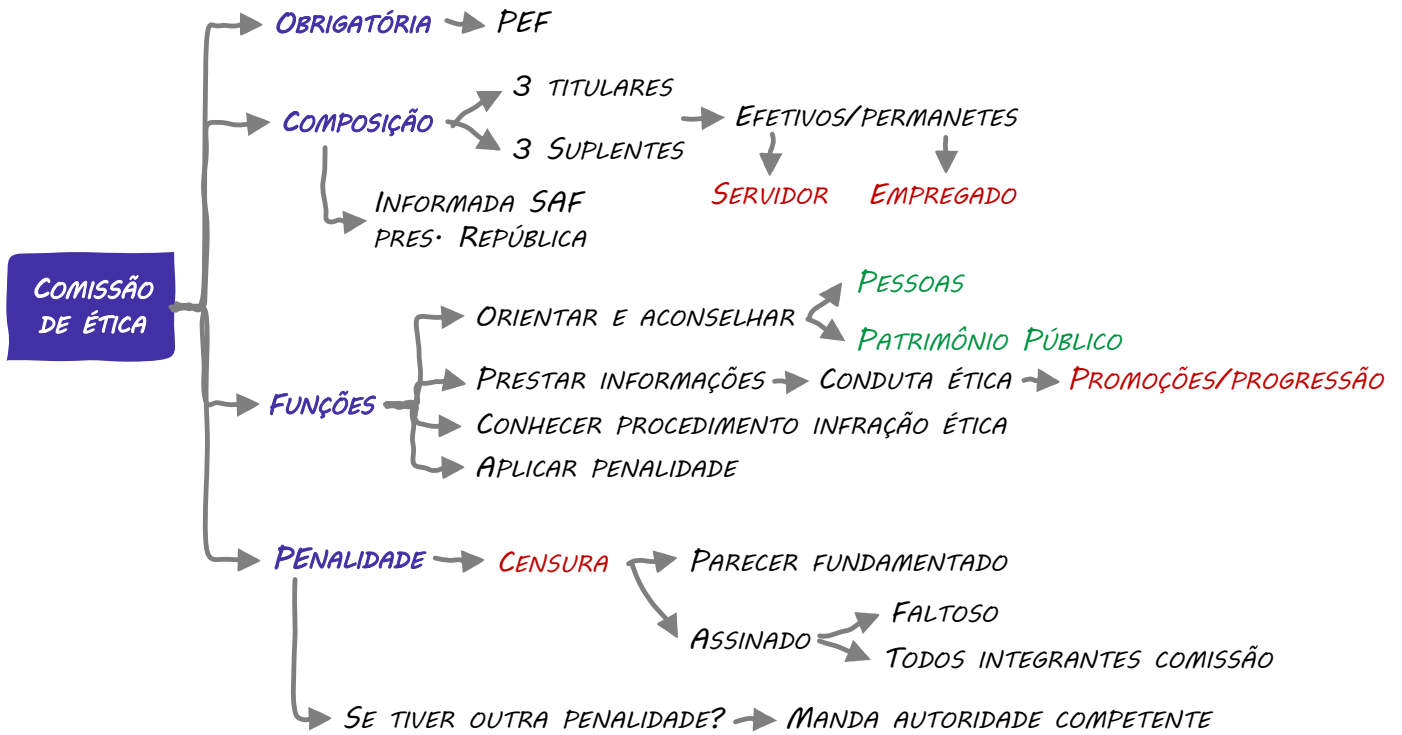 Comissão
de ética
Obrigatória
PEF
Composição
3 titulares
3 Suplentes
Efetivos/permanetes
Servidor
Empregado
Informada SAF
pres. República
Funções
Orientar e aconselhar
Pessoas
Patrimônio Público
Prestar informações
Conduta ética
Promoções/progressão
Conhecer procedimento infração ética
Aplicar penalidade
PEnalidade
Censura
Parecer fundamentado
Assinado
Faltoso
Todos integrantes comissão
Se tiver outra penalidade?
Manda autoridade competente